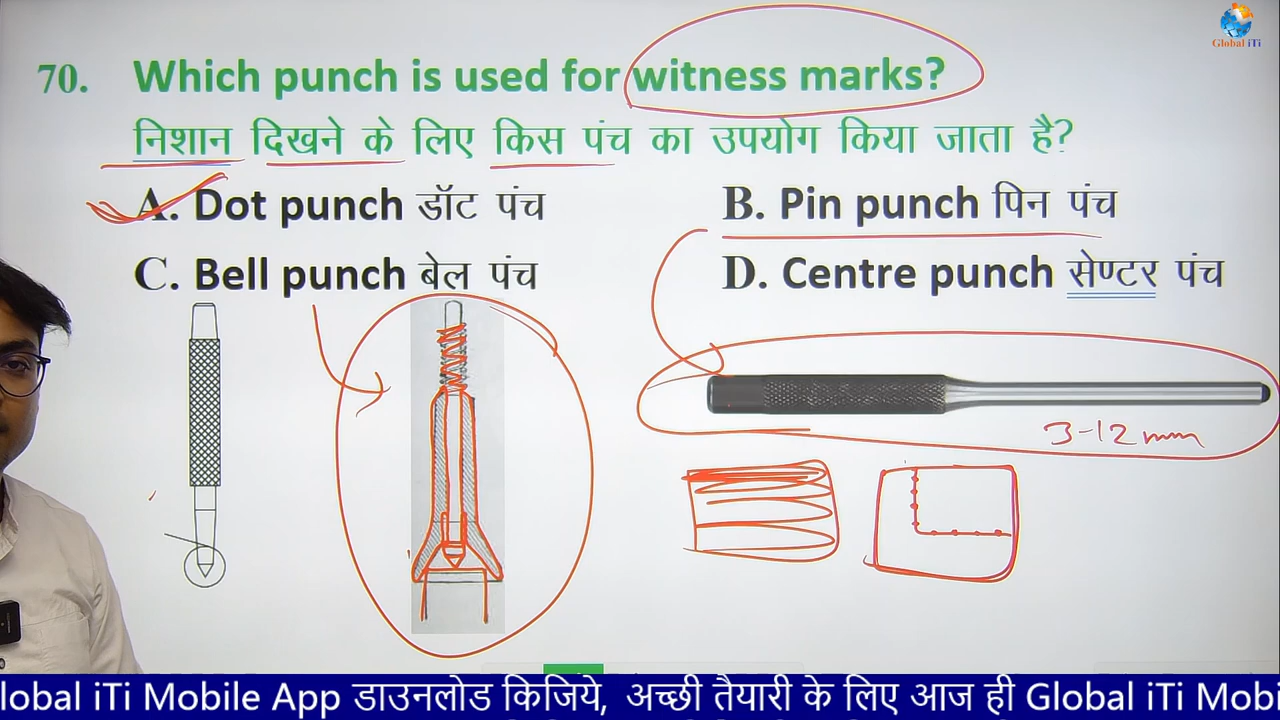 Global iTi
70. Which punch is used for witness marks?
निशान दिखने के लिए किस पंच का उपयोग किया जाता है?
A. Dot punch डॉट पंच
B. Pin punch पिन पंच
C. Bell punch बेल पंच
D. Centre punch सेण्टर पंच
3-12 mm
lobal iTi Mobile App डाउनलोड किजिये, अच्छी तैयारी के लिए आज ही Global iTi Mobi